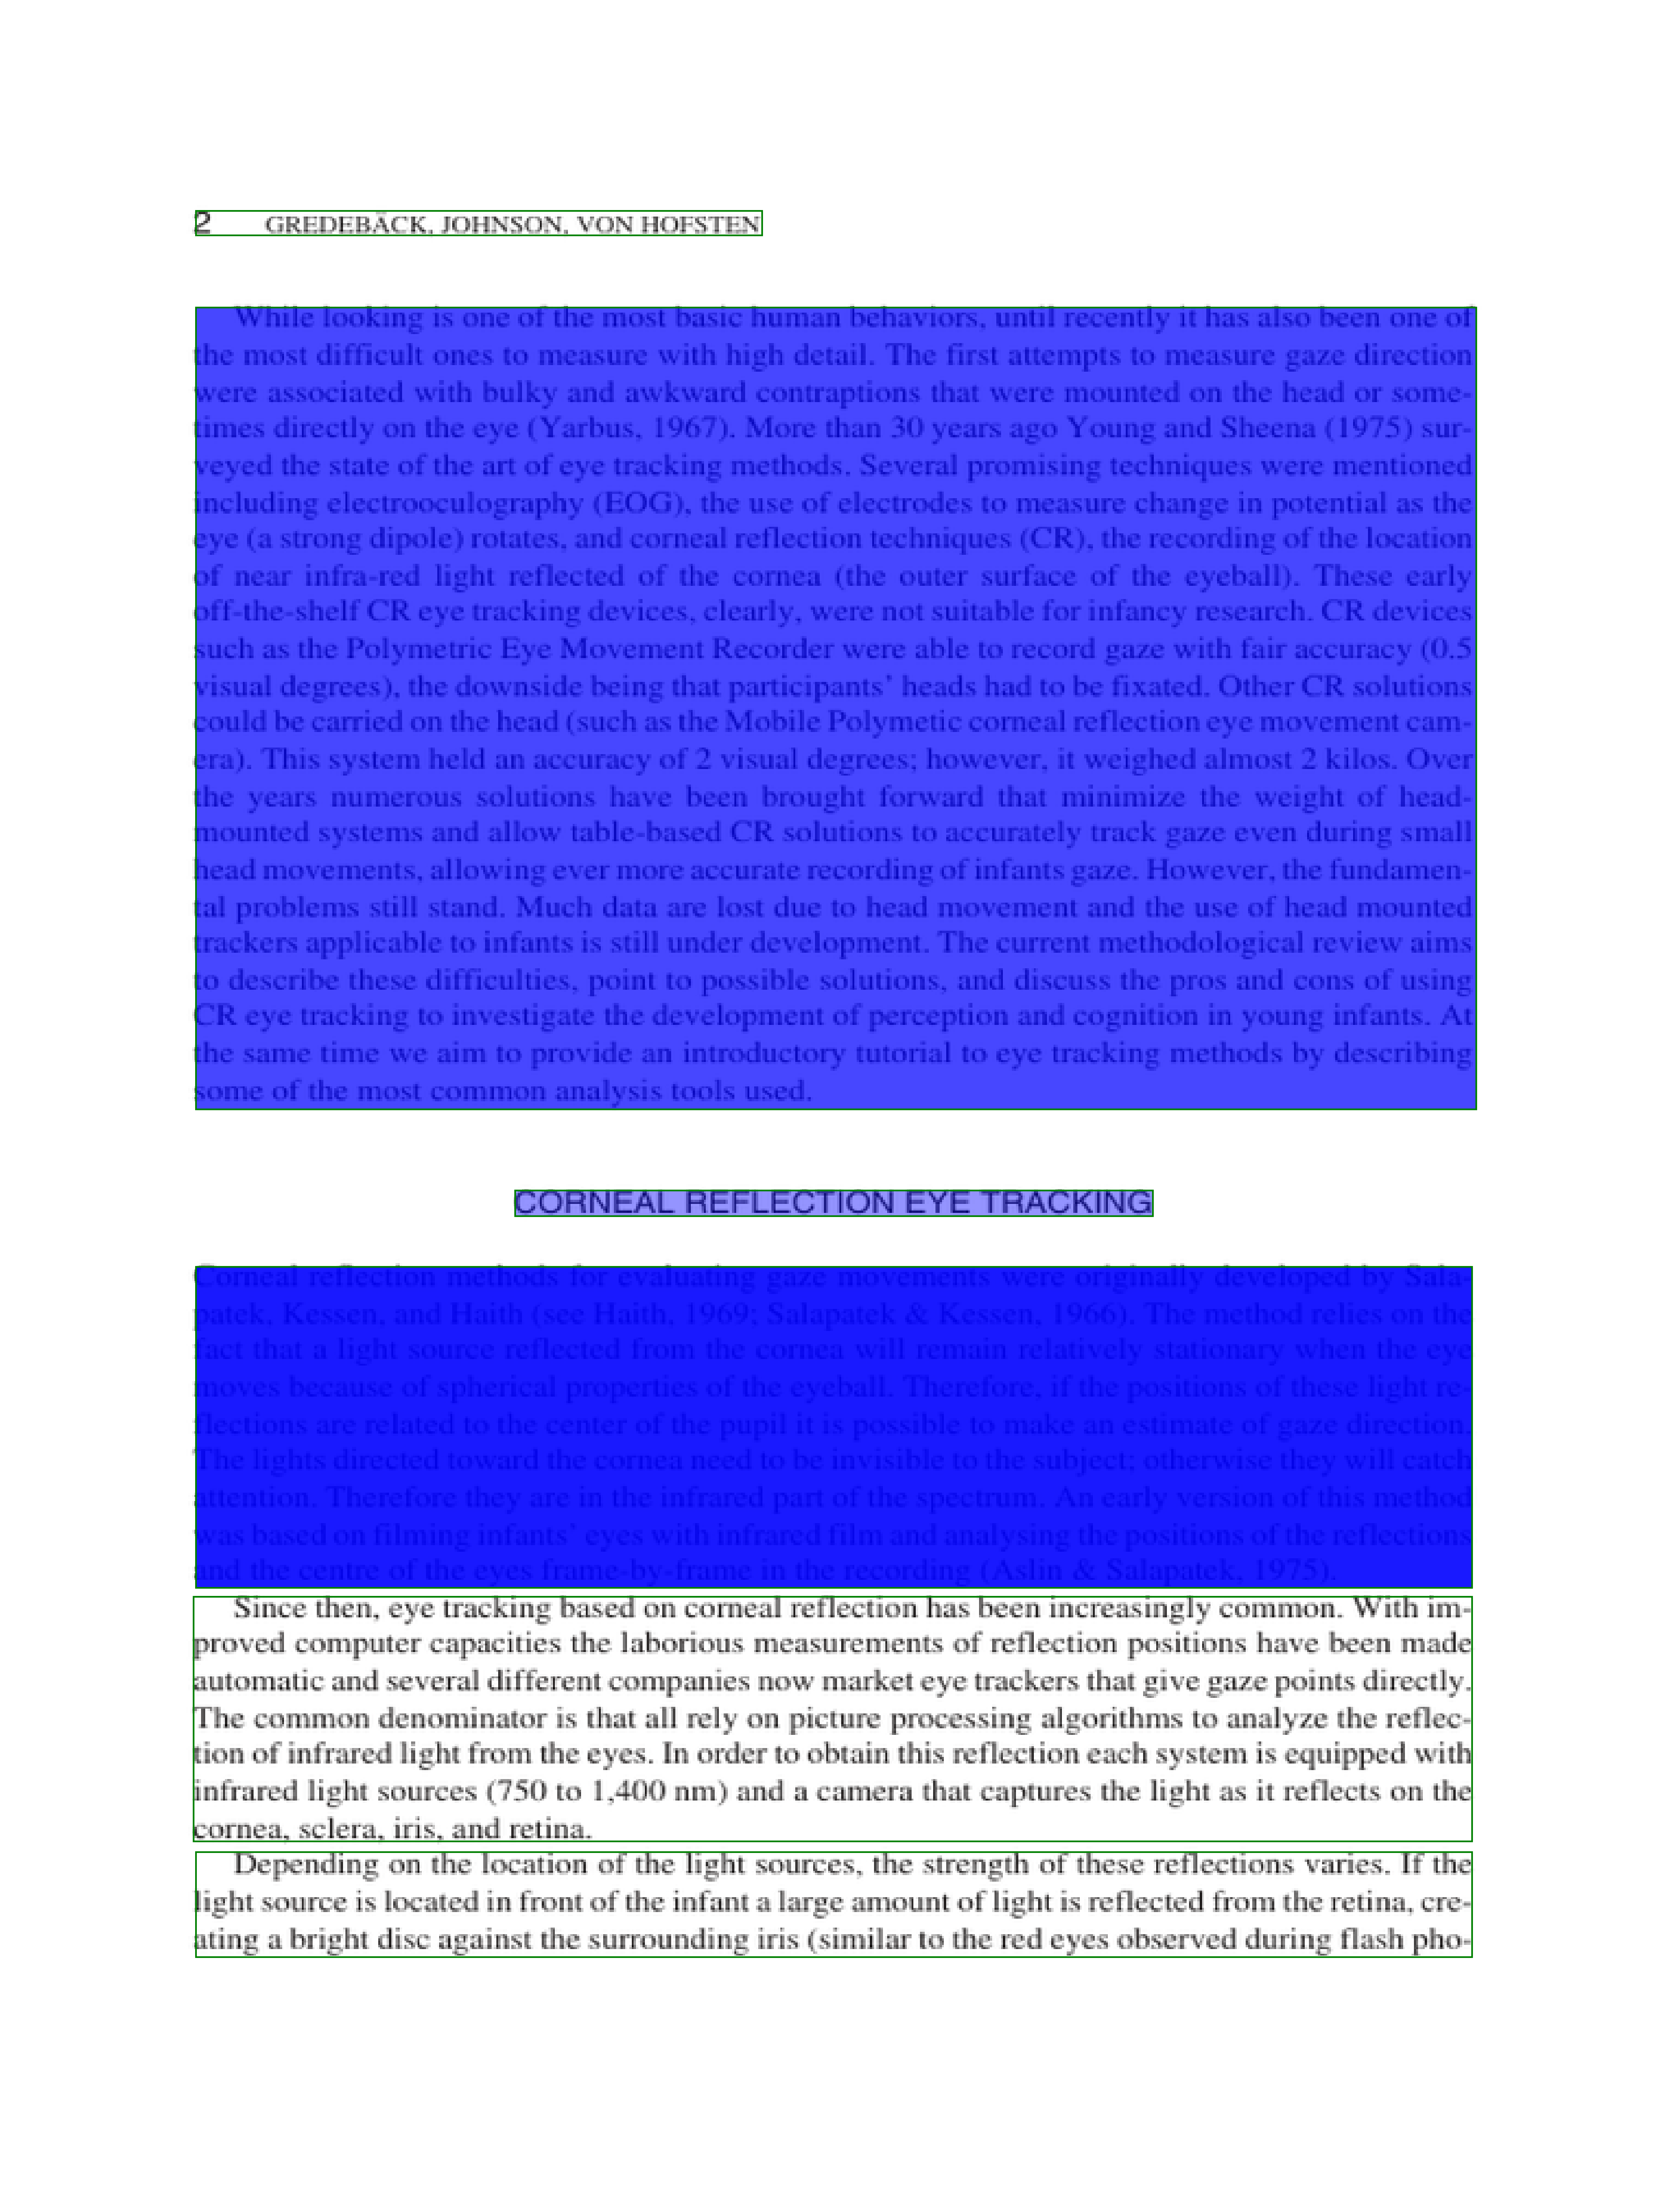 2 GREDEBÄCK, JOHNSON, VON HOFSTEN
While looking is one of the most basic human behaviors, until recently it has also been one of
the most difficult ones to measure with high detail. The first attempts to measure gaze direction
were associated with bulky and awkward contraptions that were mounted on the head or some-
times directly on the eye (Yarbus, 1967). More than 30 years ago Young and Sheena (1975) sur-
veyed the state of the art of eye tracking methods. Several promising techniques were mentioned
including electrooculography (EOG), the use of electrodes to measure change in potential as the
eye (a strong dipole) rotates, and corneal reflection techniques (CR), the recording of the location
of near infra-red light reflected of the cornea (the outer surface of the eyeball). These early
off-the-shelf CR eye tracking devices, clearly, were not suitable for infancy research. CR devices
such as the Polymetric Eye Movement Recorder were able to record gaze with fair accuracy (0.5
visual degrees), the downside being that participants' heads had to be fixated. Other CR solutions
could be carried on the head (such as the Mobile Polymetic corneal reflection eye movement cam-
era). This system held an accuracy of 2 visual degrees; however, it weighed almost 2 kilos. Over
the years numerous solutions have been brought forward that minimize the weight of head-
mounted systems and allow table-based CR solutions to accurately track gaze even during small
head movements, allowing ever more accurate recording of infants gaze. However, the fundamen-
tal problems still stand. Much data are lost due to head movement and the use of head mounted
trackers applicable to infants is still under development. The current methodological review aims
to describe these difficulties, point to possible solutions, and discuss the pros and cons of using
CR eye tracking to investigate the development of perception and cognition in young infants. At
the same time we aim to provide an introductory tutorial to eye tracking methods by describing
some of the most common analysis tools used.
CORNEAL REFLECTION EYE TRACKING
Corneal reflection methods for evaluating gaze movements were originally developed by Sala-
patek, Kessen, and Haith (see Haith, 1969; Salapatek & Kessen, 1966). The method relies on the
fact that a light source reflected from the cornea will remain relatively stationary when the eye
moves because of spherical properties of the eyeball. Therefore, if the positions of these light re-
flections are related to the center of the pupil it is possible to make an estimate of gaze direction.
The lights directed toward the cornea need to be invisible to the subject; otherwise they will catch
attention. Therefore they are in the infrared part of the spectrum. An early version of this method
was based on filming infants' eyes with infrared film and analysing the positions of the reflections
and the centre of the eyes frame-by-frame in the recording (Aslin & Salapatek, 1975).
Since then, eye tracking based on corneal reflection has been increasingly common. With im-
proved computer capacities the laborious measurements of reflection positions have been made
automatic and several different companies now market eye trackers that give gaze points directly.
The common denominator is that all rely on picture processing algorithms to analyze the reflec-
tion of infrared light from the eyes. In order to obtain this reflection each system is equipped with
infrared light sources (750 to 1,400 nm) and a camera that captures the light as it reflects on the
cornea, sclera, iris, and retina.
Depending on the location of the light sources, the strength of these reflections varies. If the
light source is located in front of the infant a large amount of light is reflected from the retina, cre-
ating a bright disc against the surrounding iris (similar to the red eyes observed during flash pho-